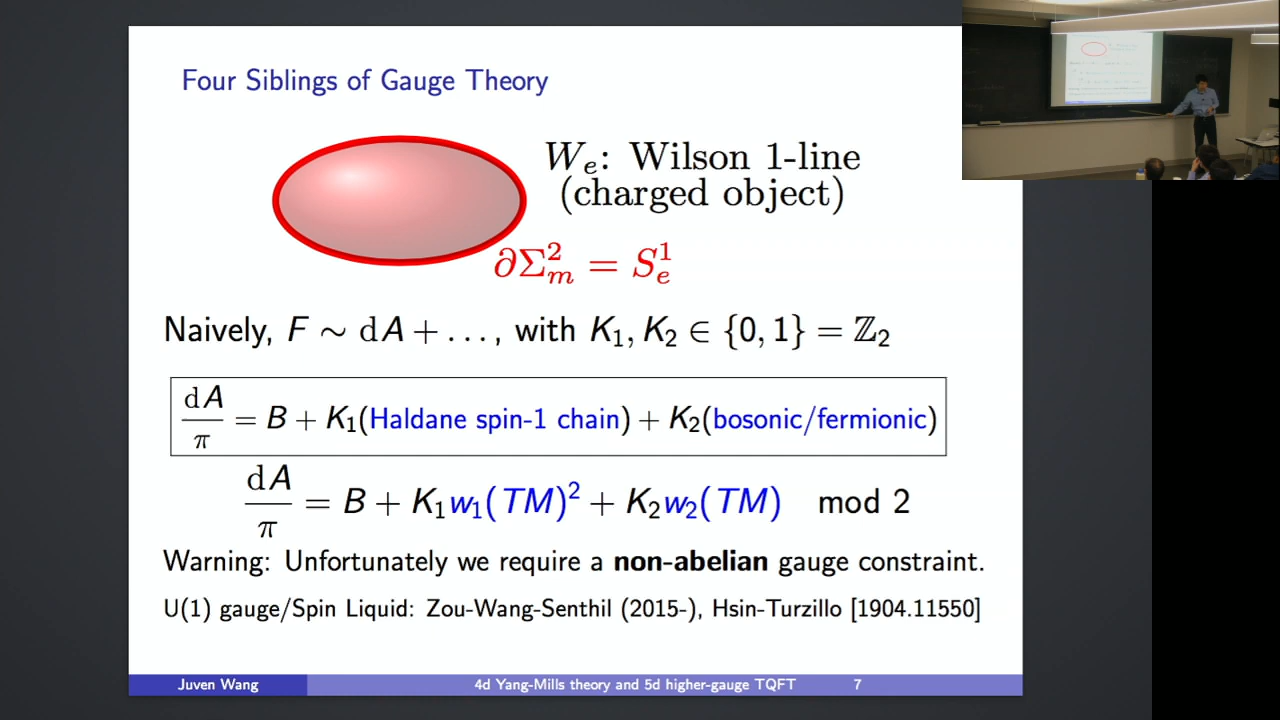 Four Siblings of Gauge Theory
Wₑ: Wilson 1-line
(charged object)
∂Σ²ₘ = S¹ₑ
Naively, F ∼ dA + . . . , with K₁, K₂ ∈ {0, 1} = ℤ₂
dA/π = B + K₁(Haldane spin-1 chain) + K₂(bosonic/fermionic)
dA/π = B + K₁w₁(TM)² + K₂w₂(TM) mod 2
Warning: Unfortunately we require a non-abelian gauge constraint.
U(1) gauge/Spin Liquid: Zou-Wang-Senthil (2015-), Hsin-Turzillo [1904.11550]
Juven Wang 4d Yang-Mills theory and 5d higher-gauge TQFT 7